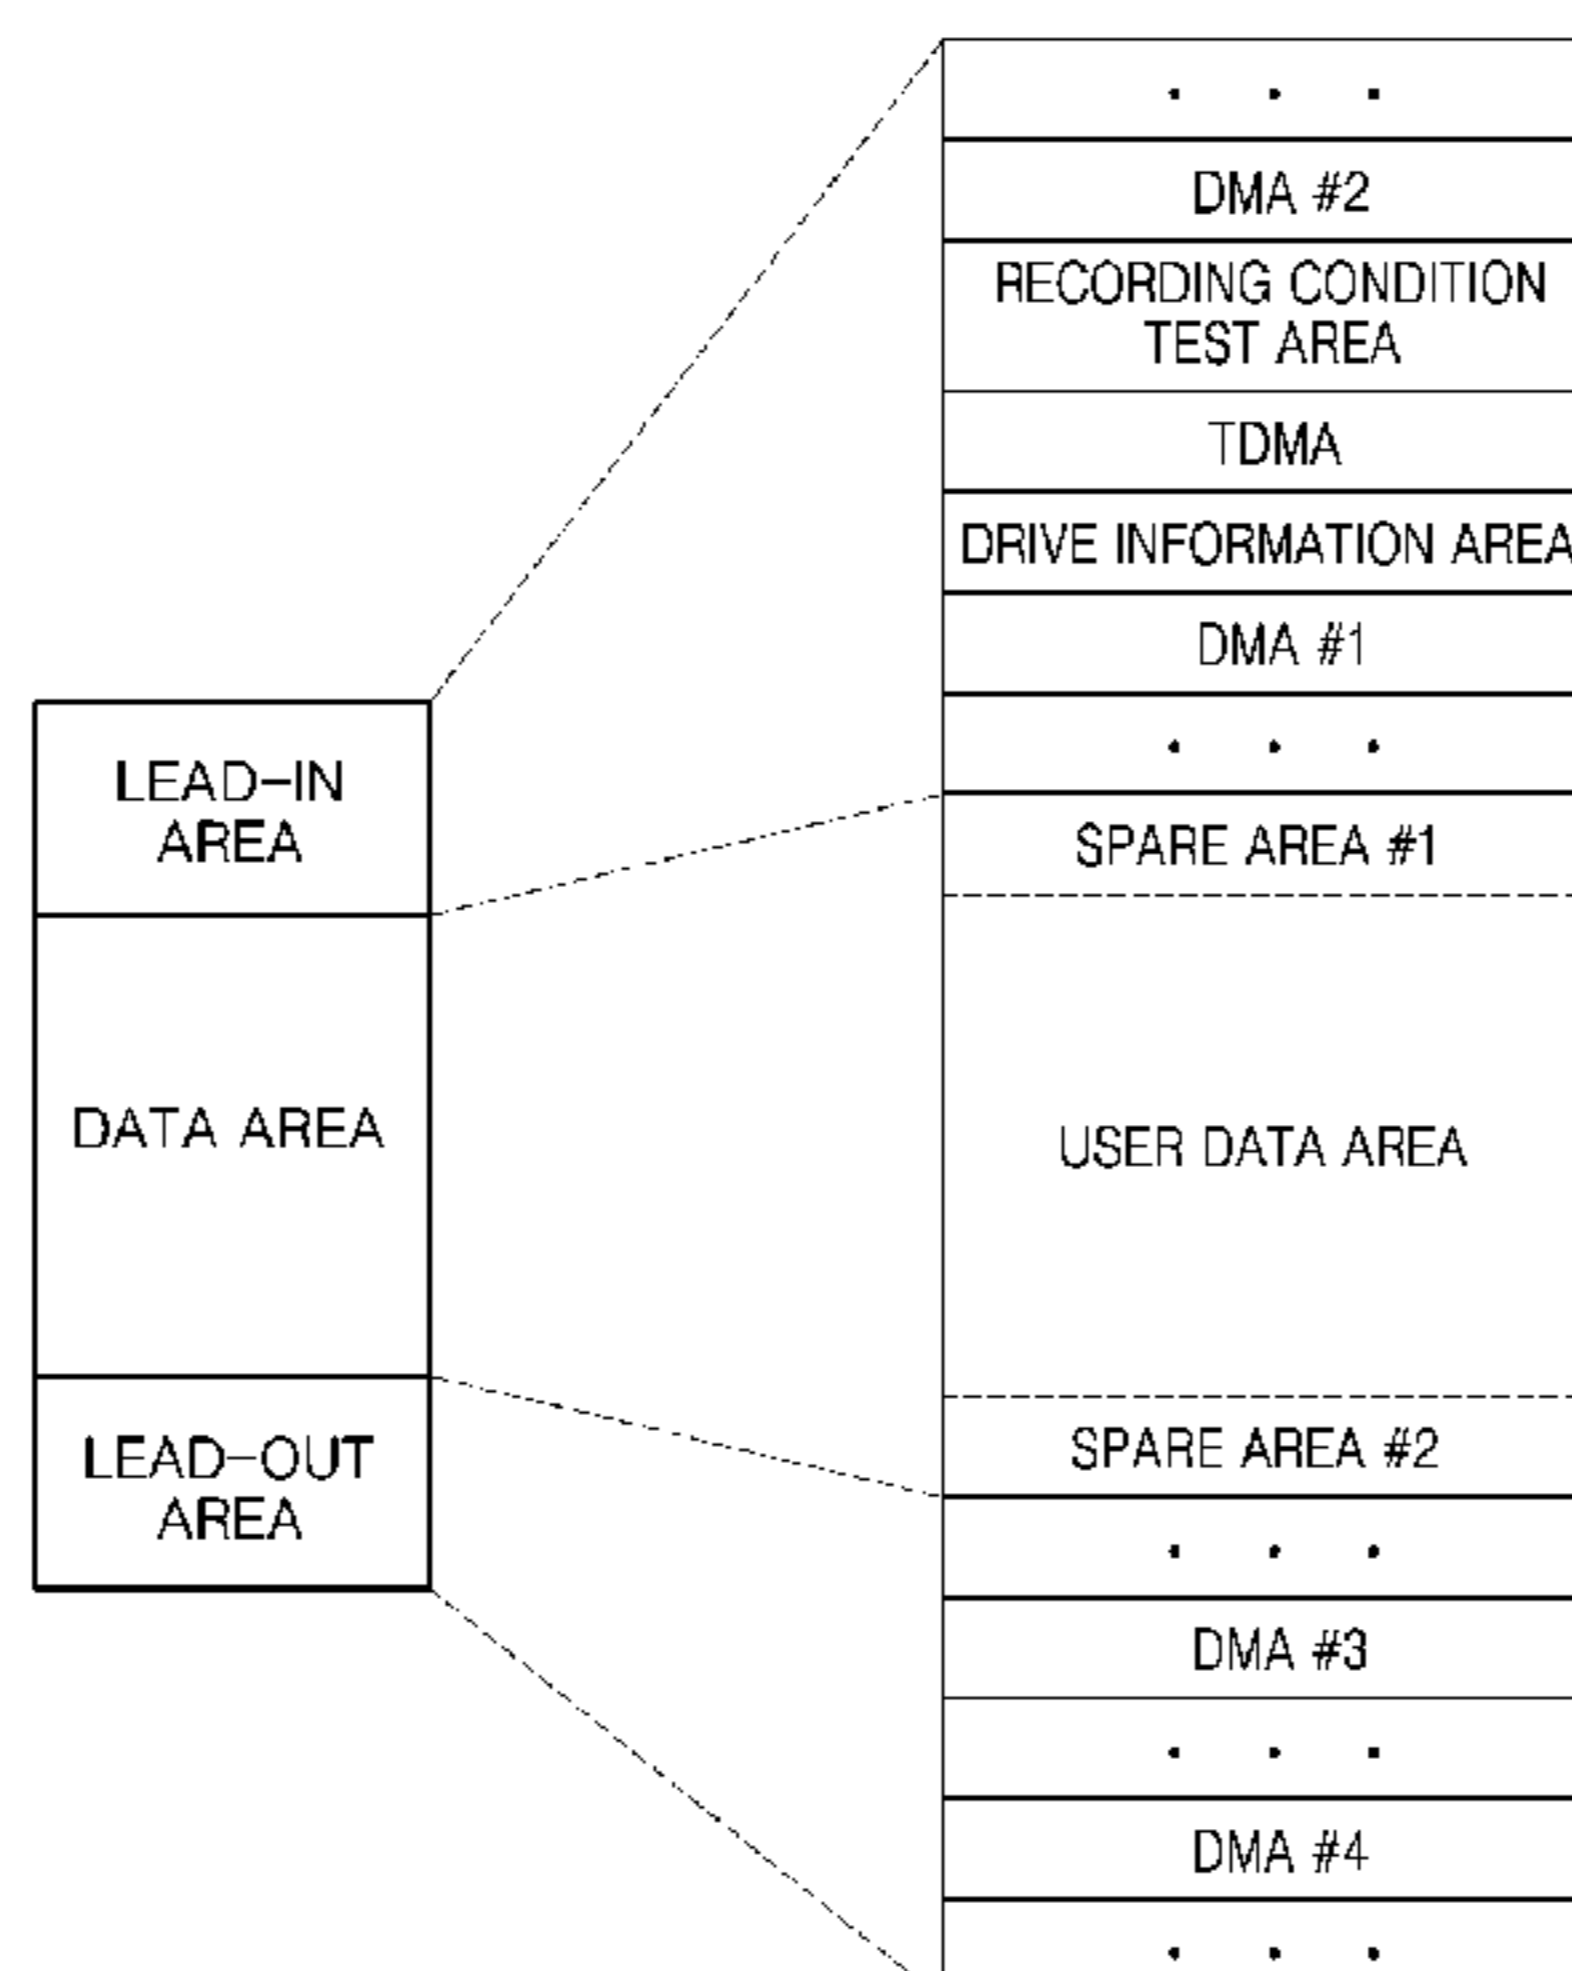 LEAD-IN
AREA
DATA AREA
LEAD-OUT
AREA
. . .
DMA #2
RECORDING CONDITION
TEST AREA
TDMA
DRIVE INFORMATION AREA
DMA #1
. . .
SPARE AREA #1
USER DATA AREA
SPARE AREA #2
. . .
DMA #3
. . .
DMA #4
. . .